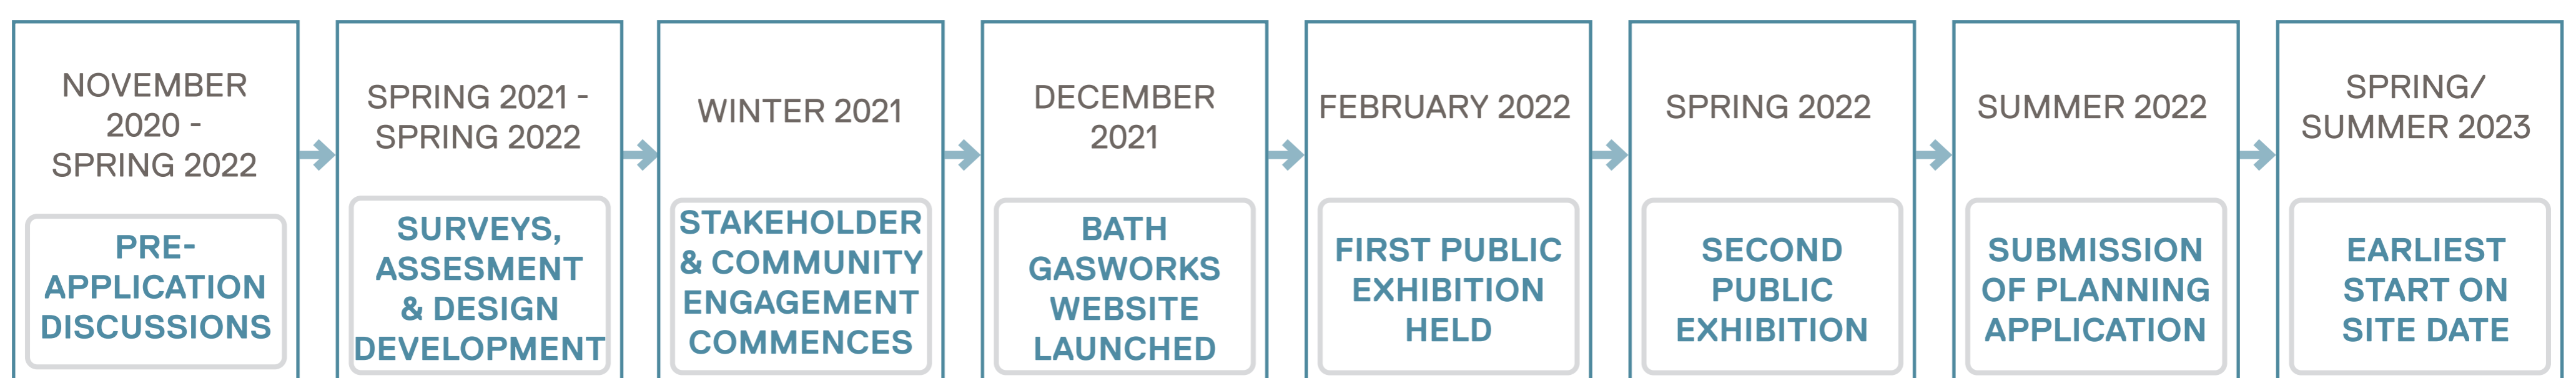 NOVEMBER
2020 -
SPRING 2022
PRE-
APPLICATION
DISCUSSIONS
SPRING 2021 -
SPRING 2022
SURVEYS,
ASSESMENT
& DESIGN
DEVELOPMENT
WINTER 2021
STAKEHOLDER
& COMMUNITY
ENGAGEMENT
COMMENCES
DECEMBER
2021
BATH
GASWORKS
WEBSITE
LAUNCHED
FEBRUARY 2022
FIRST PUBLIC
EXHIBITION
HELD
SPRING 2022
SECOND
PUBLIC
EXHIBITION
SUMMER 2022
SUBMISSION
OF PLANNING
APPLICATION
SPRING/
SUMMER 2023
EARLIEST
START ON
SITE DATE